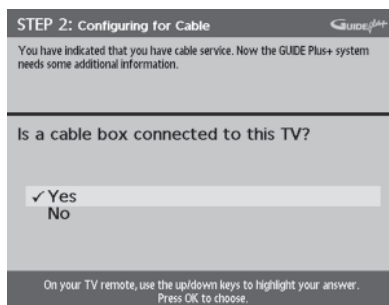 STEP 2: Configuring for Cable
GUIDE plus+
You have indicated that you have cable service. Now the GUIDE Plus+ system
needs some additional information.
Is a cable box connected to this TV?
✓ Yes
No
On your TV remote, use the up/down keys to highlight your answer.
Press OK to choose.